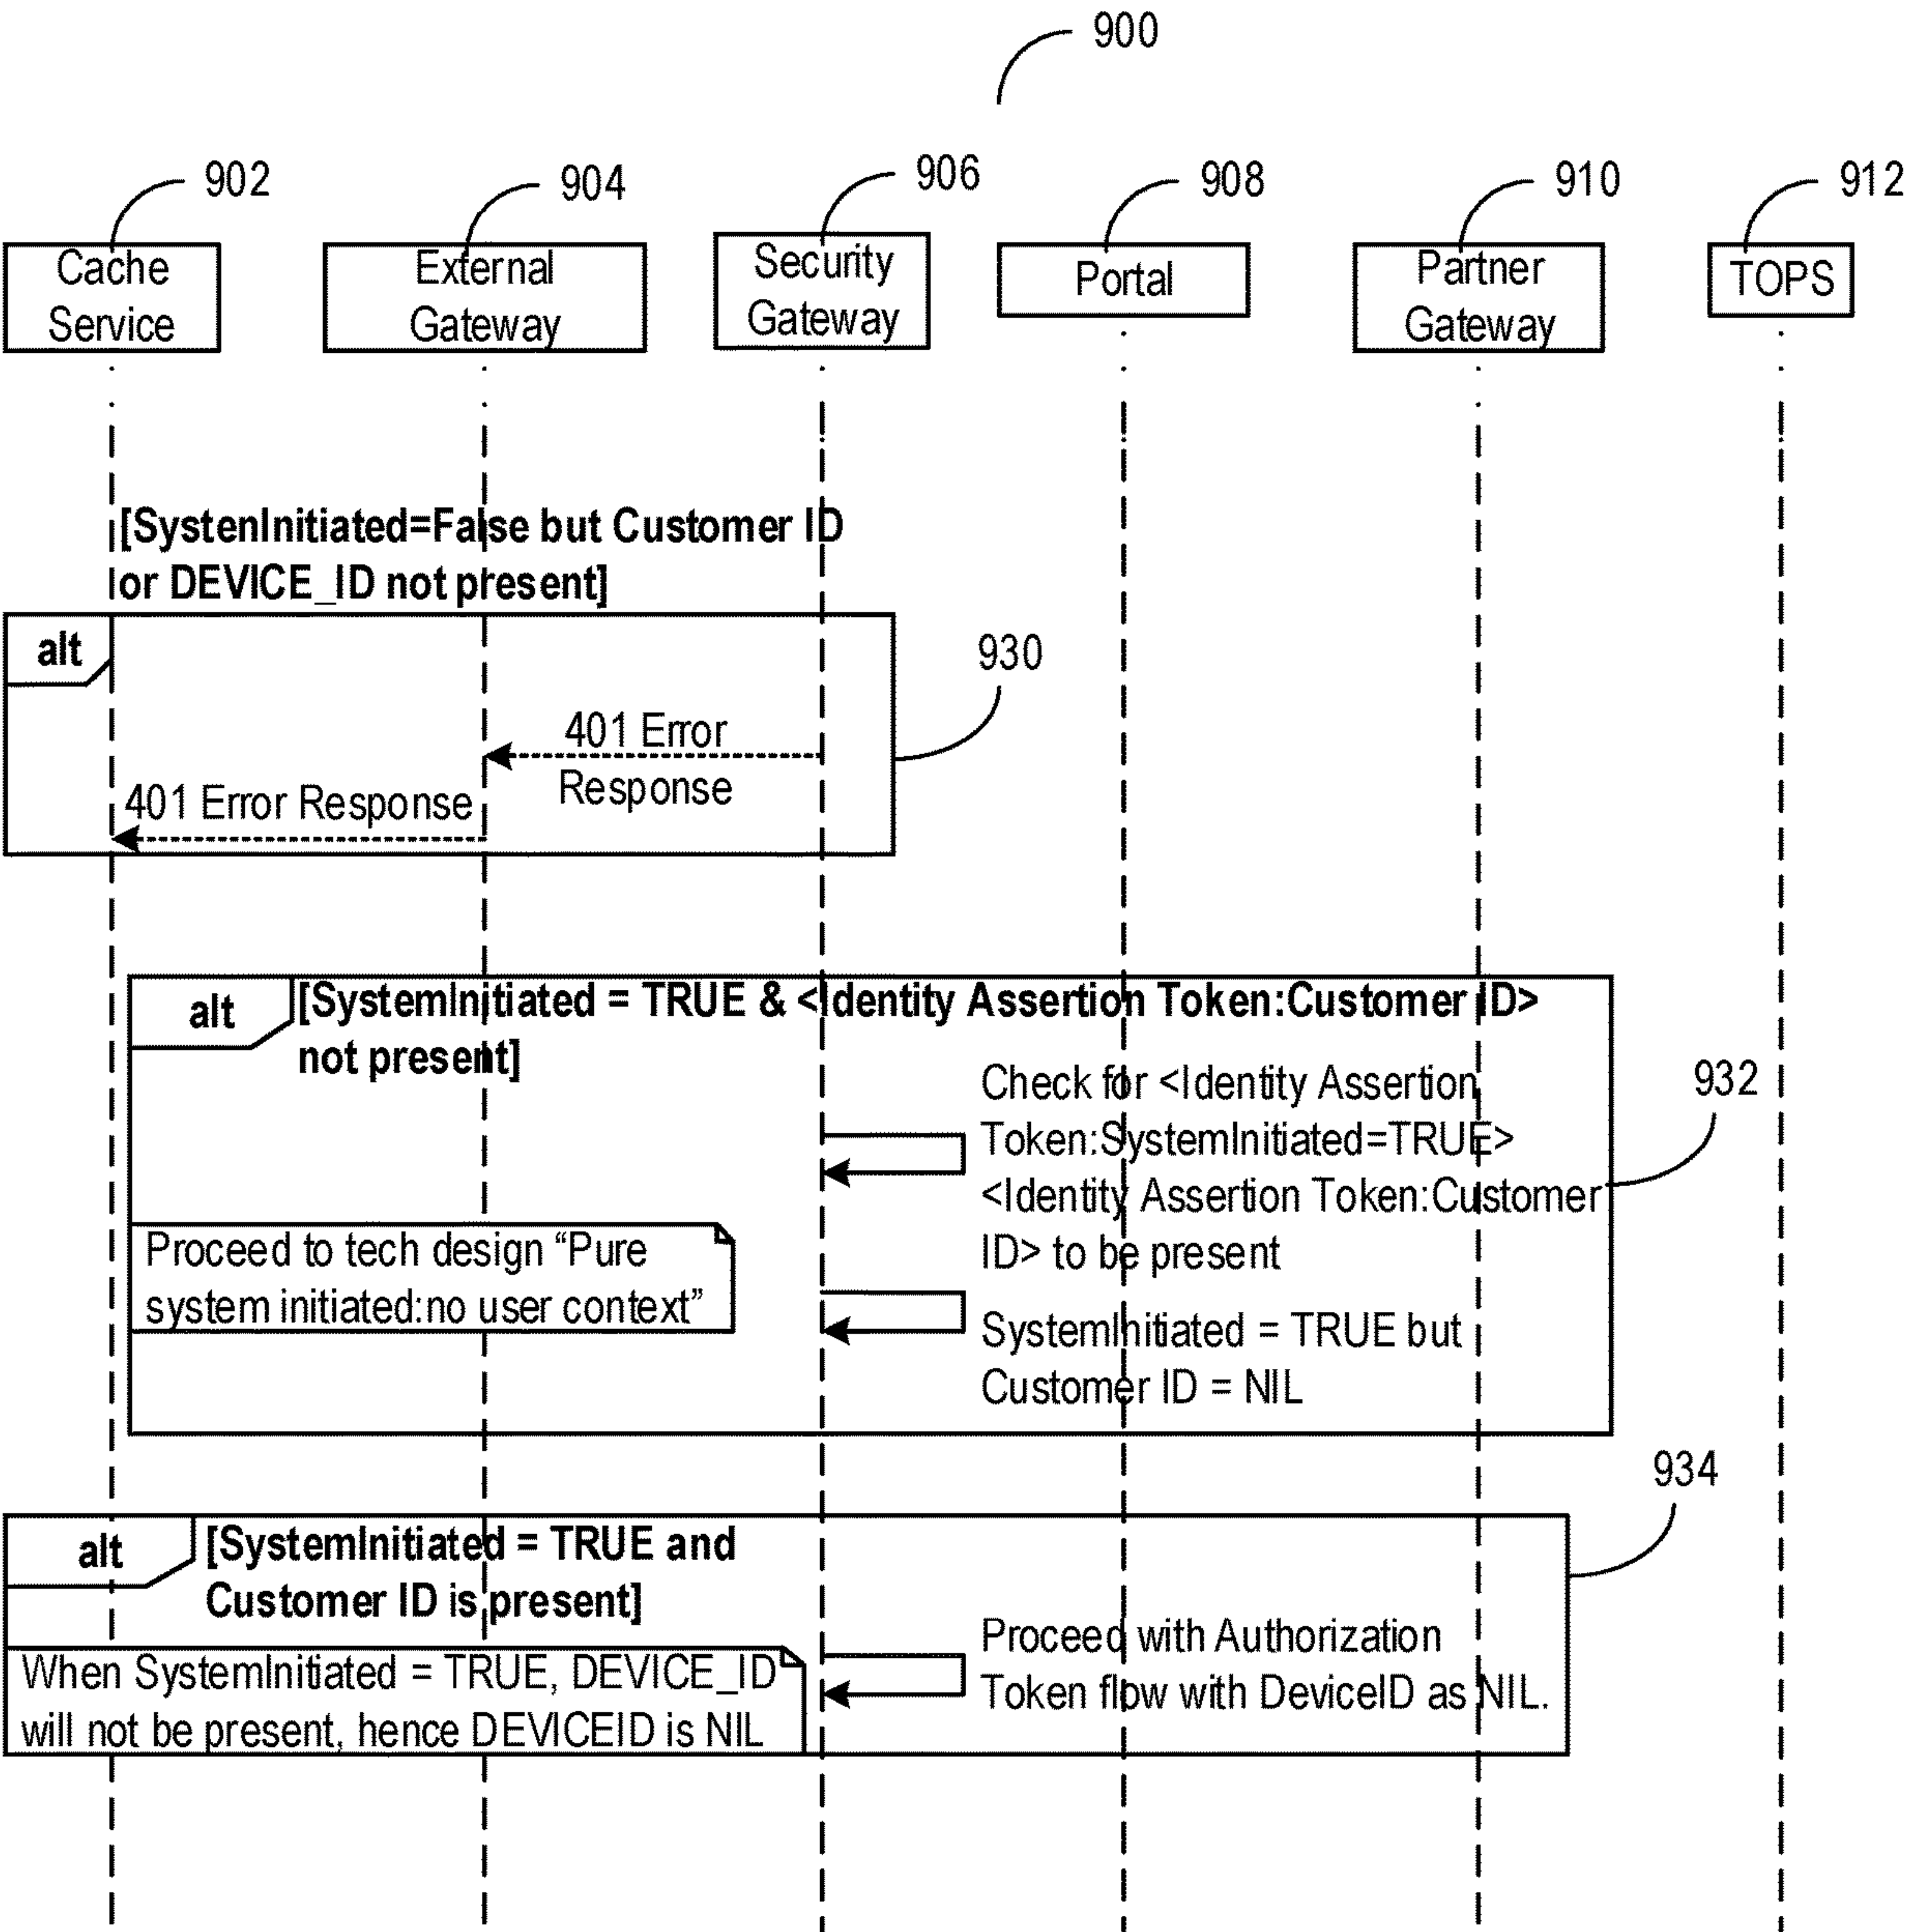 900
902
904
906
908
910
912
Cache
Service
External
Gateway
Security
Gateway
Portal
Partner
Gateway
TOPS
[SystenInitiated=False but Customer ID
or DEVICE_ID not present]
alt
930
401 Error
Response
401 Error Response
alt
[SystemInitiated = TRUE & <Identity Assertion Token:Customer ID>
not present]
932
Check for <Identity Assertion
Token:SystemInitiated=TRUE>
<Identity Assertion Token:Customer
ID> to be present
Proceed to tech design “Pure
system initiated:no user context”
SystemInitiated = TRUE but
Customer ID = NIL
934
alt
[SystemInitiated = TRUE and
Customer ID is present]
Proceed with Authorization
Token flow with DeviceID as NIL.
When SystemInitiated = TRUE, DEVICE_ID
will not be present, hence DEVICEID is NIL